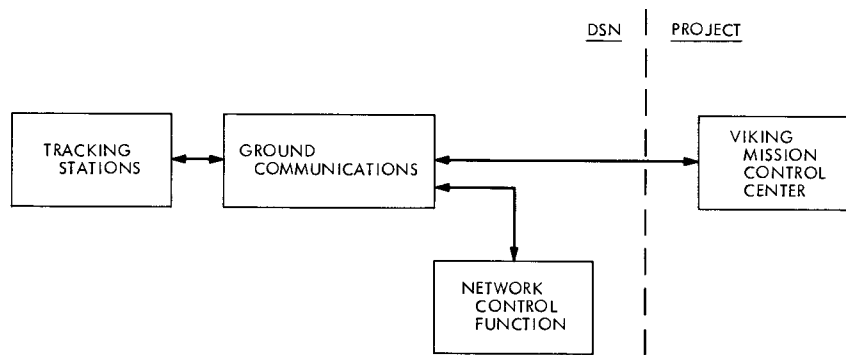 DSN
PROJECT
TRACKING
STATIONS
GROUND
COMMUNICATIONS
VIKING
MISSION
CONTROL
CENTER
NETWORK
CONTROL
FUNCTION